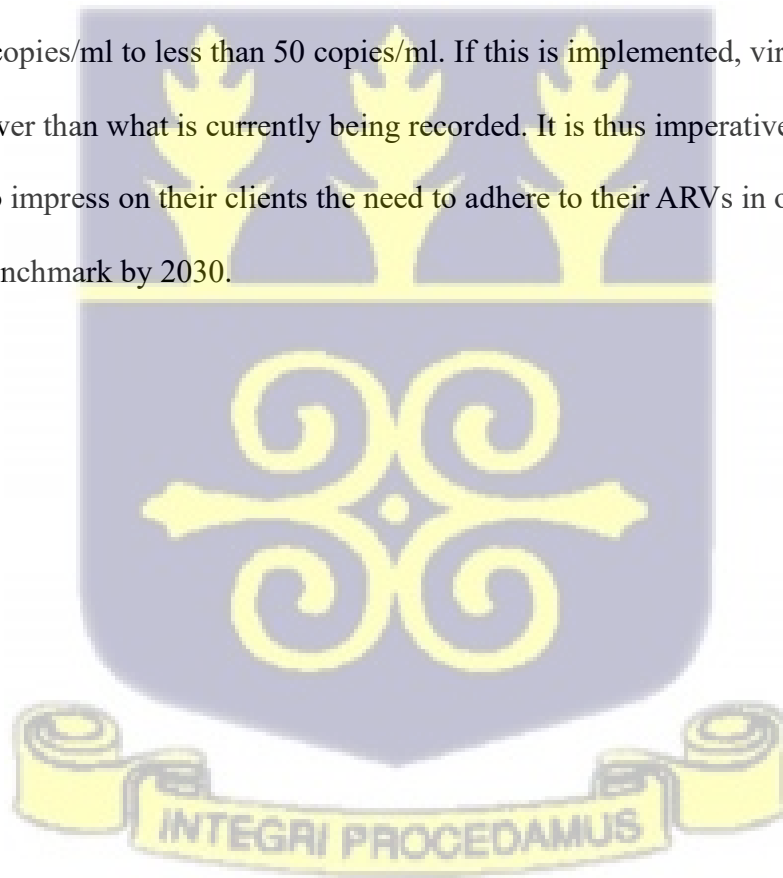 copies/ml to less than 50 copies/ml. If this is implemented, vir
ver than what is currently being recorded. It is thus imperative
impress on their clients the need to adhere to their ARVs in
nchmark by 2030.
INTEGRI PROCEDAMUS